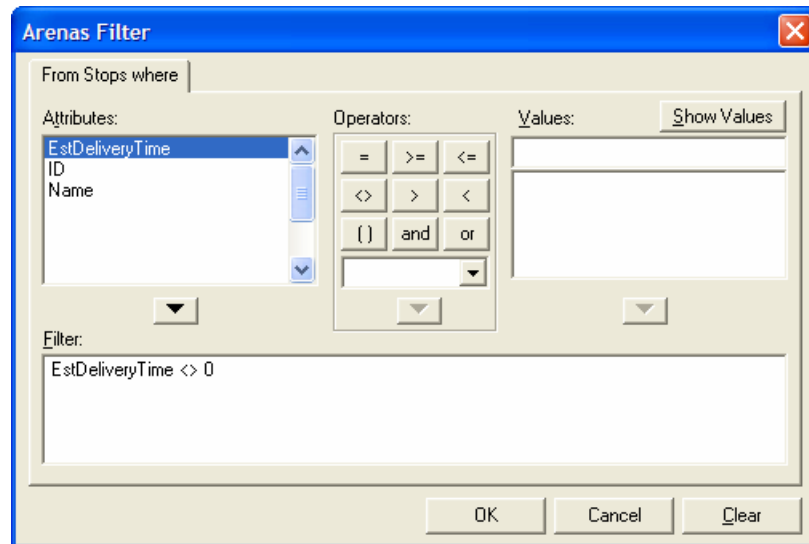 Arenas Filter
From Stops where
Attributes:
Operators:
Values:
Show Values
EstDeliveryTime
ID
Name
= >= <=
<> > <
( ) and or
Filter:
EstDeliveryTime <> 0
OK
Cancel
Clear